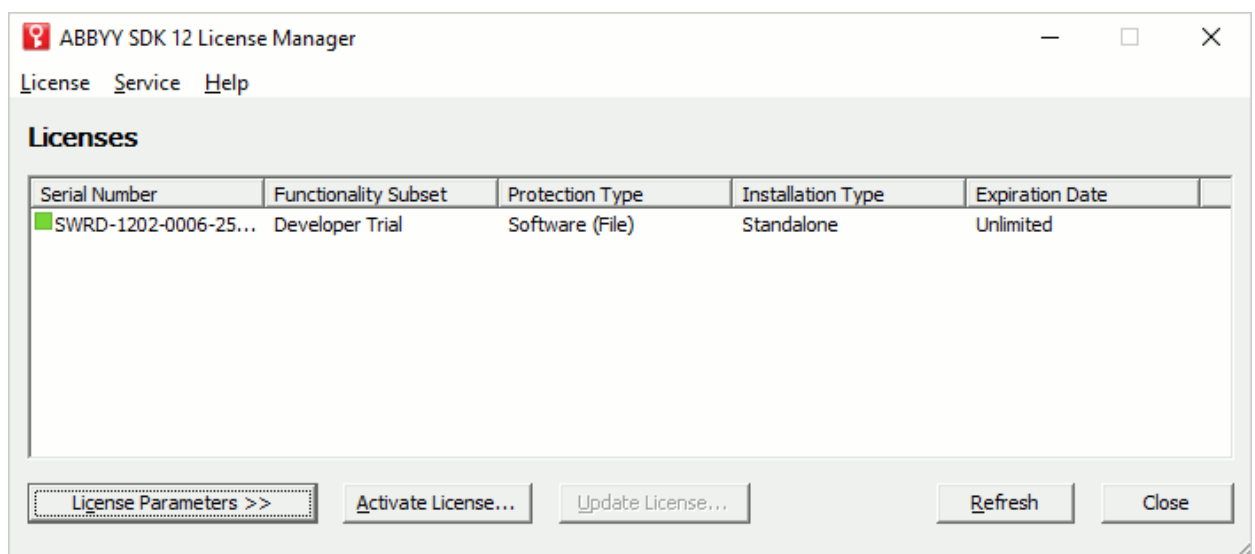 ABBYY SDK 12 License Manager
License Service Help
Licenses
Serial Number Functionality Subset Protection Type Installation Type Expiration Date
SWRD-1202-0006-25... Developer Trial Software (File) Standalone Unlimited
License Parameters >> Activate License... Update License... Refresh Close